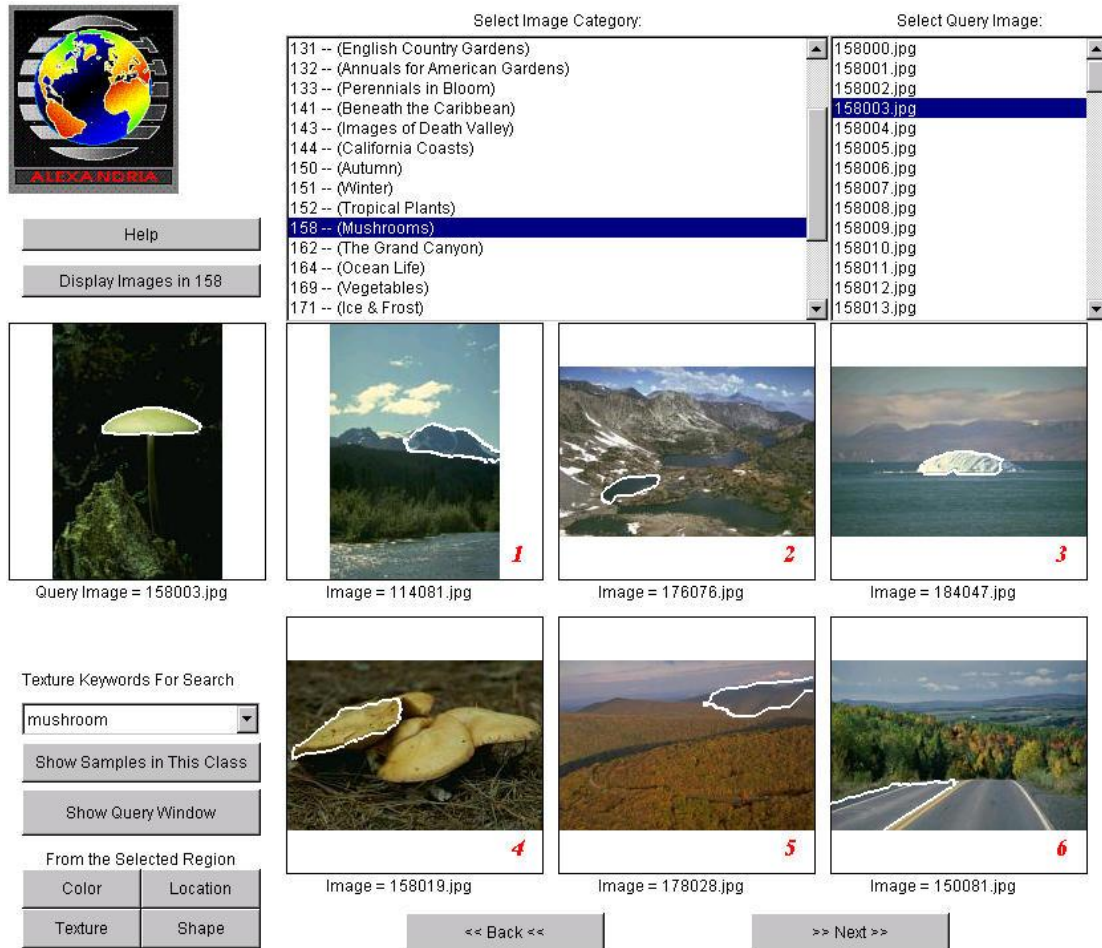 ALEXANDRIA
Help
Display Images in 158
Select Image Category:
131 -- (English Country Gardens)
132 -- (Annuals for American Gardens)
133 -- (Perennials in Bloom)
141 -- (Beneath the Caribbean)
143 -- (Images of Death Valley)
144 -- (California Coasts)
150 -- (Autumn)
151 -- (Winter)
152 -- (Tropical Plants)
158 -- (Mushrooms)
162 -- (The Grand Canyon)
164 -- (Ocean Life)
169 -- (Vegetables)
171 -- (Ice & Frost)
Select Query Image:
158000.jpg
158001.jpg
158002.jpg
158003.jpg
158004.jpg
158005.jpg
158006.jpg
158007.jpg
158008.jpg
158009.jpg
158010.jpg
158011.jpg
158012.jpg
158013.jpg
Query Image = 158003.jpg
1
Image = 114081.jpg
2
Image = 176076.jpg
3
Image = 184047.jpg
Texture Keywords For Search
mushroom
Show Samples in This Class
Show Query Window
From the Selected Region
Color
Location
Texture
Shape
4
Image = 158019.jpg
5
Image = 178028.jpg
6
Image = 150081.jpg
<< Back <<
>> Next >>